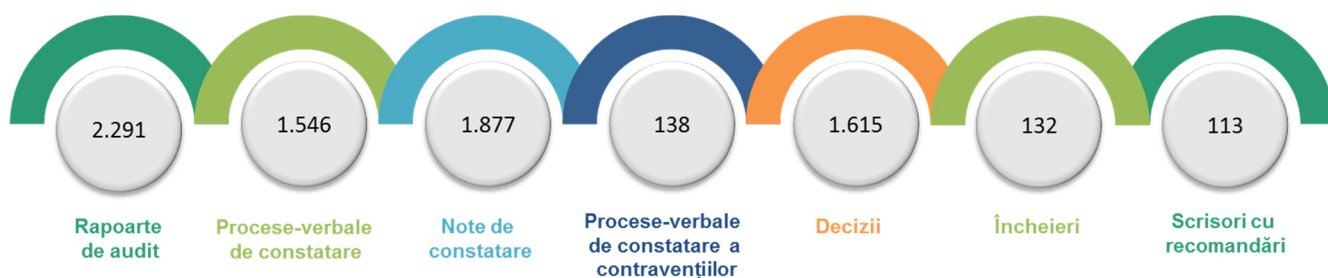 2.291
1.546
1.877
138
1.615
132
113
Rapoarte
de audit
Procese-verbale
de constatare
Note de
constatare
Procese-verbale
de constatare a
contravențiilor
Decizii
Încheieri
Scrisori cu
recomandări